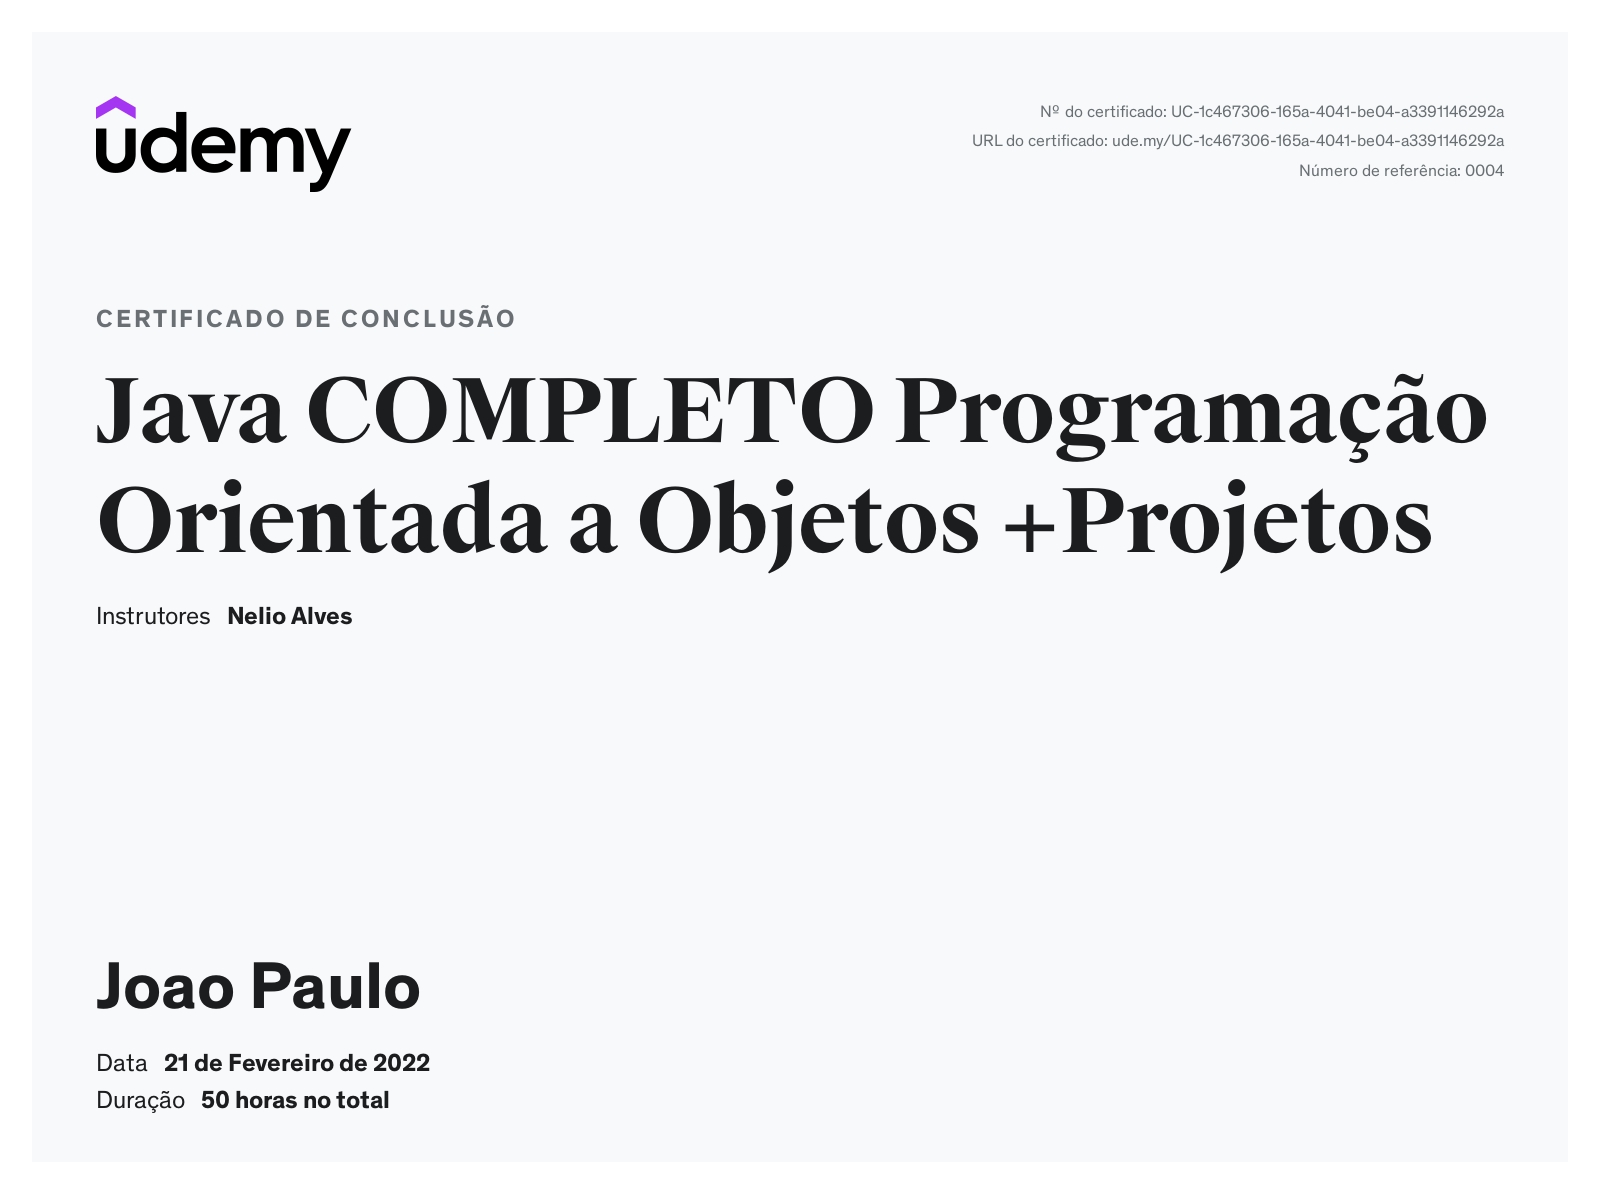 udemy
Nº do certificado: UC-1c467306-165a-4041-be04-a3391146292a
URL do certificado: ude.my/UC-1c467306-165a-4041-be04-a3391146292a
Número de referência: 0004
CERTIFICADO DE CONCLUSÃO
Java COMPLETO Programação
Orientada a Objetos +Projetos
Instrutores Nelio Alves
Joao Paulo
Data 21 de Fevereiro de 2022
Duração 50 horas no total